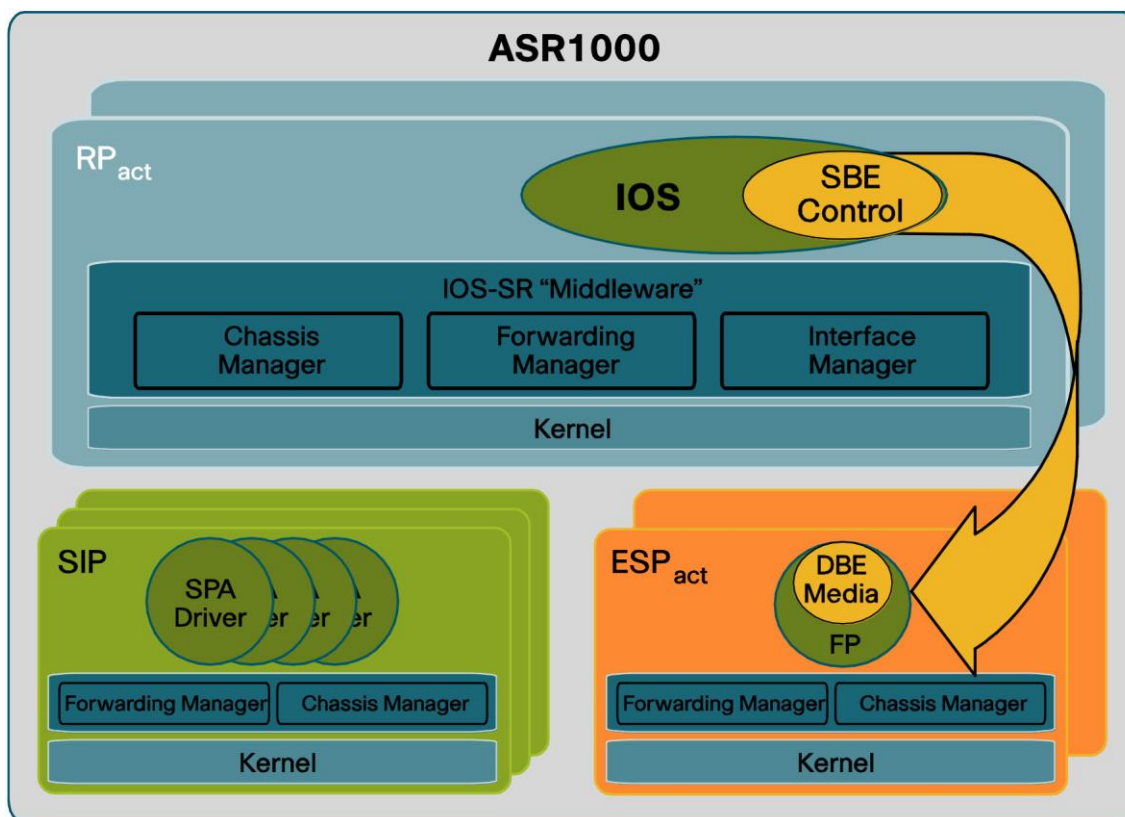 ASR1000
RPact
IOS
SBE
Control
IOS-SR “Middleware”
Chassis
Manager
Forwarding
Manager
Interface
Manager
Kernel
SIP
SPA
Driver
Forwarding Manager
Chassis Manager
Kernel
ESPact
DBE
Media
FP
Forwarding Manager
Chassis Manager
Kernel